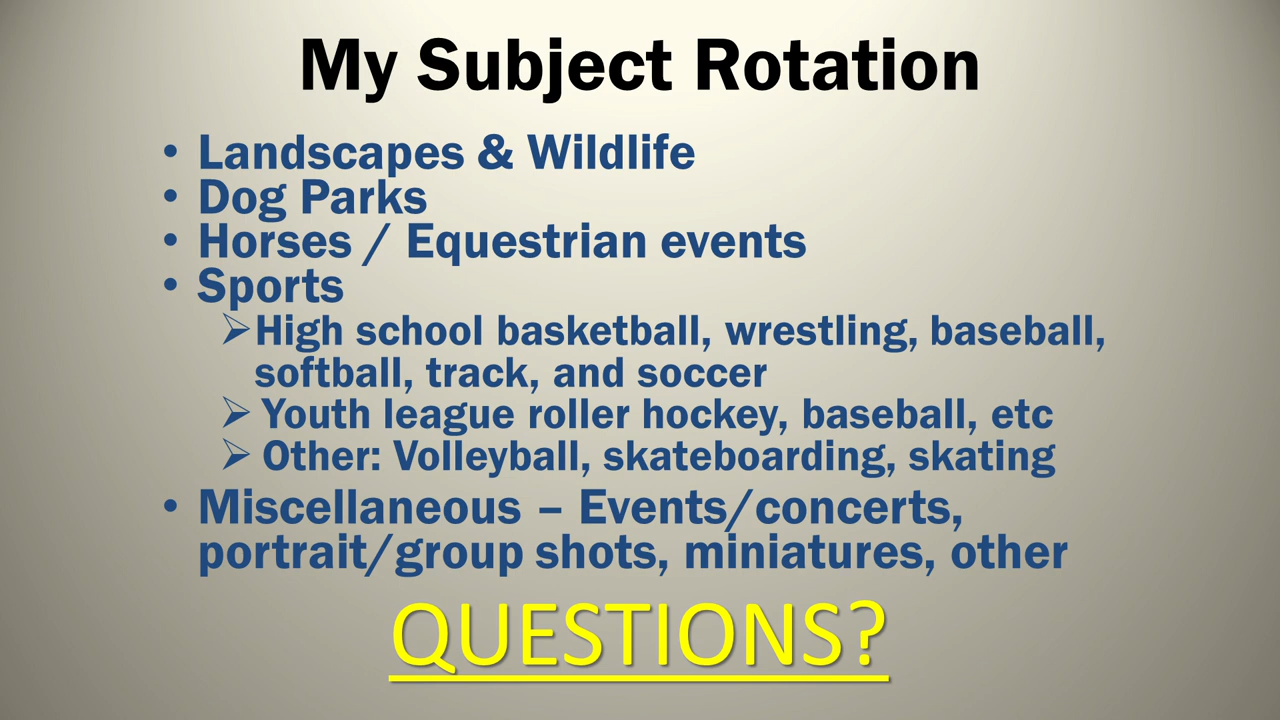 My Subject Rotation
• Landscapes & Wildlife
• Dog Parks
• Horses / Equestrian events
• Sports
➢High school basketball, wrestling, baseball,
softball, track, and soccer
➢ Youth league roller hockey, baseball, etc
➢ Other: Volleyball, skateboarding, skating
• Miscellaneous – Events/concerts,
portrait/group shots, miniatures, other
QUESTIONS?